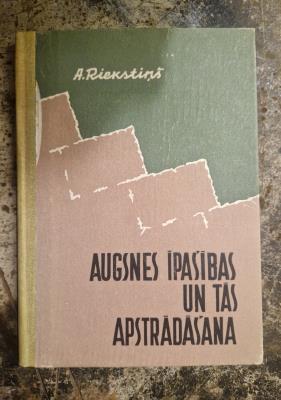 A. Riekstiņš
AUGSNES ĪPAŠĪBAS
UN TĀS
APSTRĀDĀŠANA